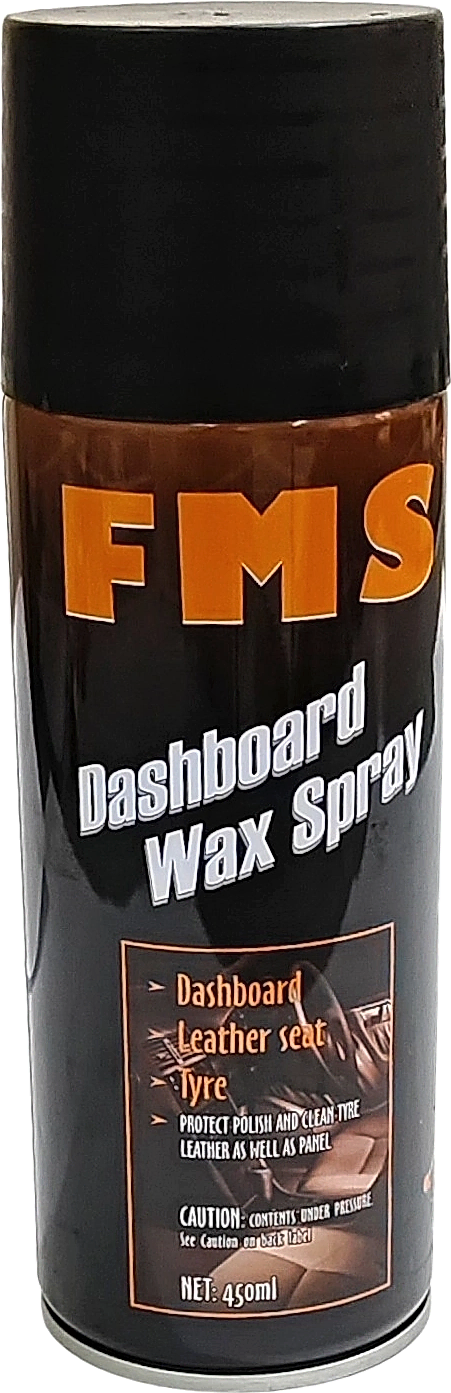 FMS
Dashboard
Wax Spray
Dashboard
Leather seat
Tyre
PROTECT POLISH AND CLEAN TYRE
LEATHER AS WELL AS PANEL
CAUTION: CONTENTS UNDER PRESSURE.
See Caution on back label
NET: 450ml